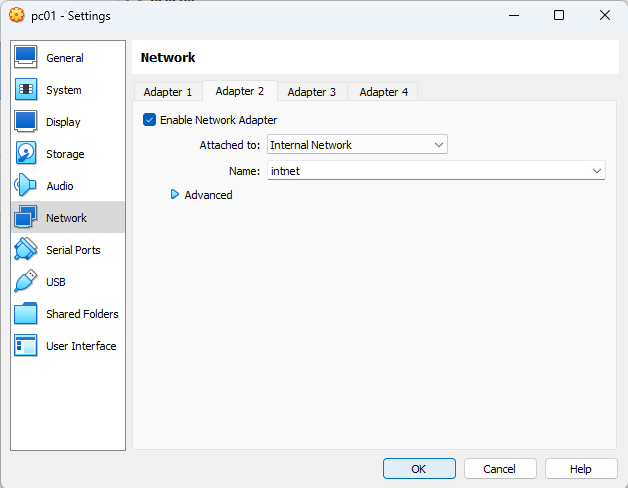 pc01 - Settings
General
System
Display
Storage
Audio
Network
Serial Ports
USB
Shared Folders
User Interface
Network
Adapter 1 Adapter 2 Adapter 3 Adapter 4
Enable Network Adapter
Attached to: Internal Network
Name: intnet
Advanced
OK Cancel Help